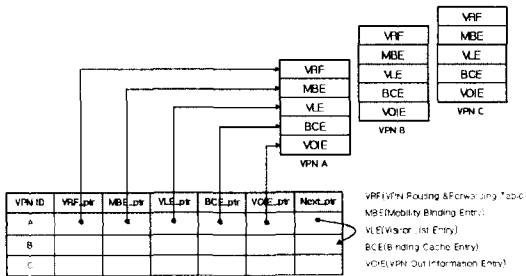 VRF
MBE
VLE
BCE
VOIE
VPN A
VRF
MBE
VLE
BCE
VOIE
VPN B
VRF
MBE
VLE
BCE
VOIE
VPN C
VPN ID VRF_ptr MBE_ptr VLE_ptr BCE_ptr VOIE_ptr Next_ptr
A
B
C
VRF(VPN Routing &Forwarding Table
MBE(Mobility Binding Entry)
VLE(Visitor List Entry)
BCE(Binding Cache Entry)
VOIE(VPN Out Information Entry)